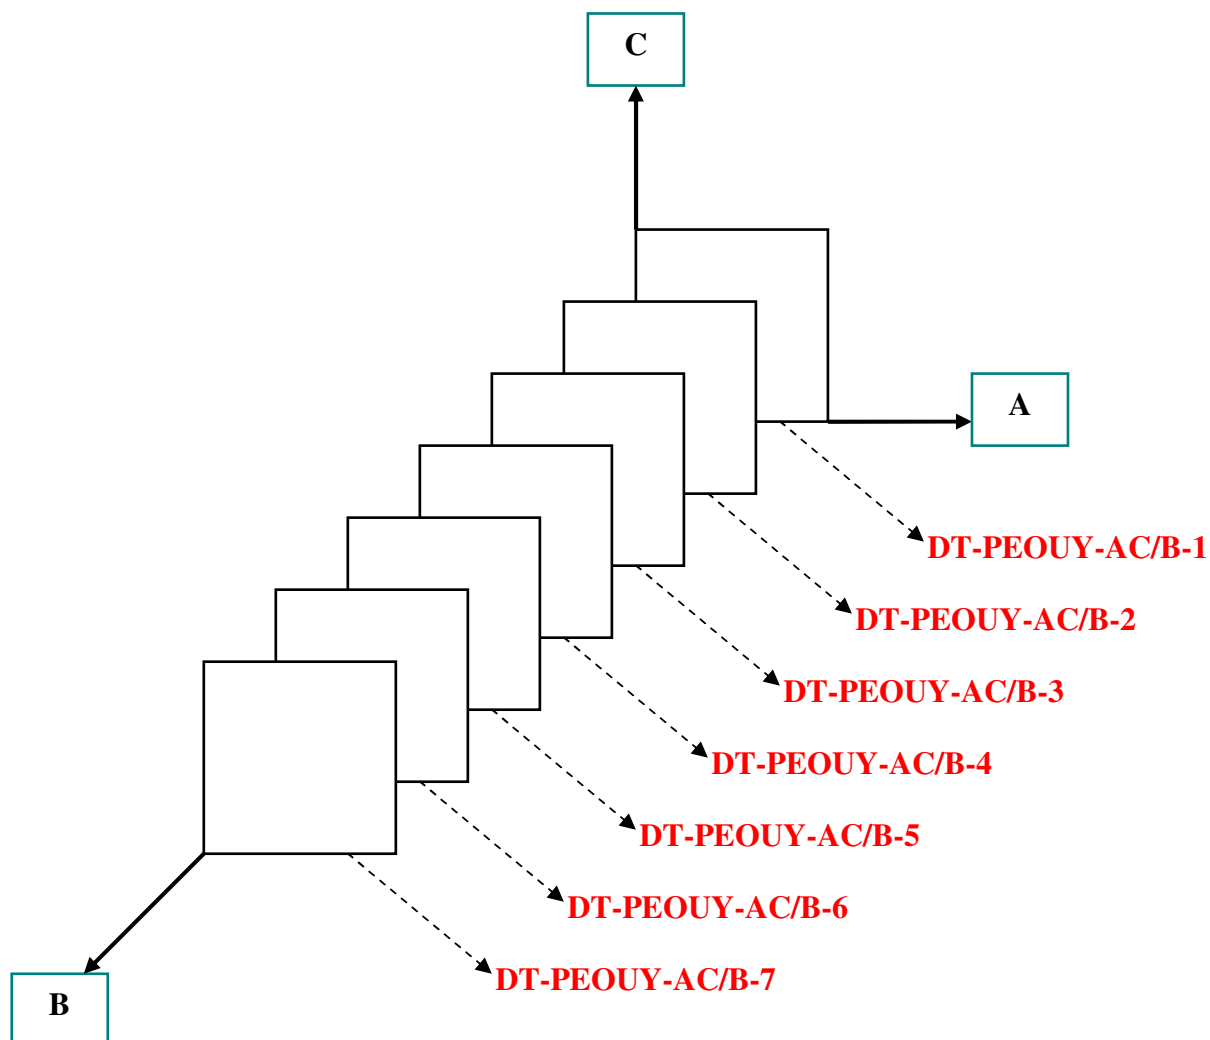 C
A
DT-PEOUY-AC/B-1
DT-PEOUY-AC/B-2
DT-PEOUY-AC/B-3
DT-PEOUY-AC/B-4
DT-PEOUY-AC/B-5
DT-PEOUY-AC/B-6
DT-PEOUY-AC/B-7
B